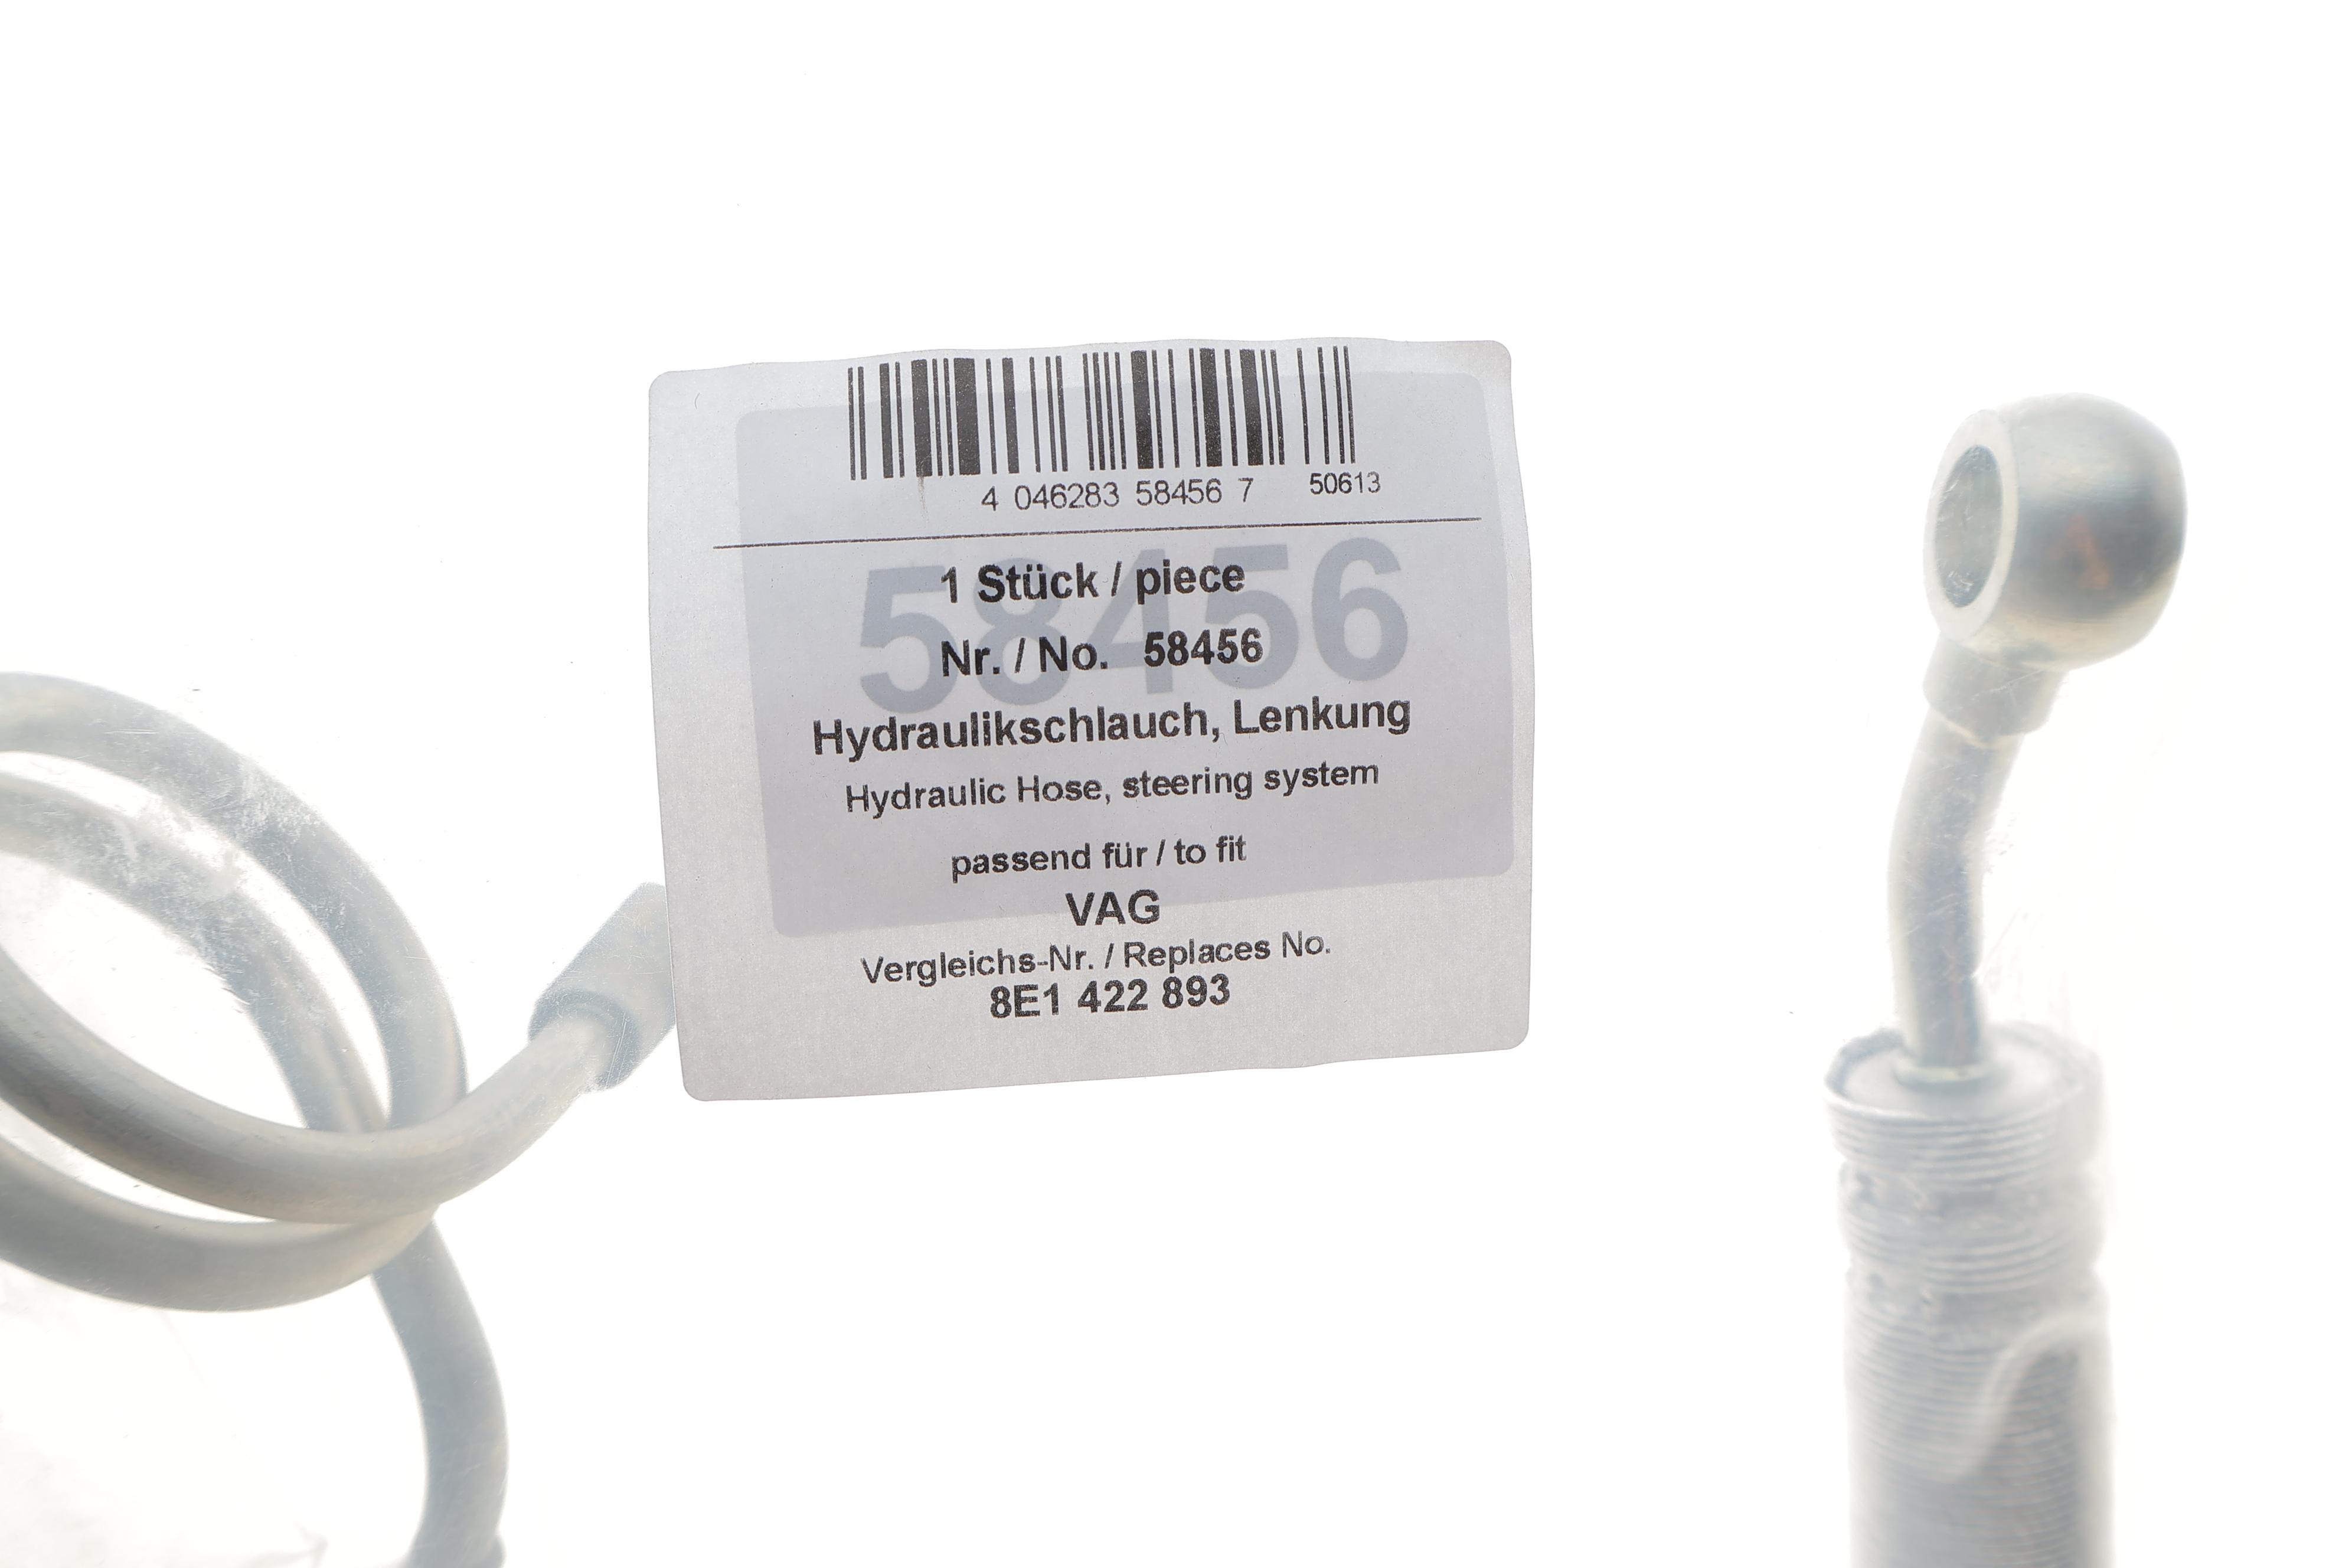 4 046283 58456 7 50613
58456
1 Stück / piece
Nr. / No. 58456
Hydraulikschlauch, Lenkung
Hydraulic Hose, steering system
passend für / to fit
VAG
Vergleichs-Nr. / Replaces No.
8E1 422 893